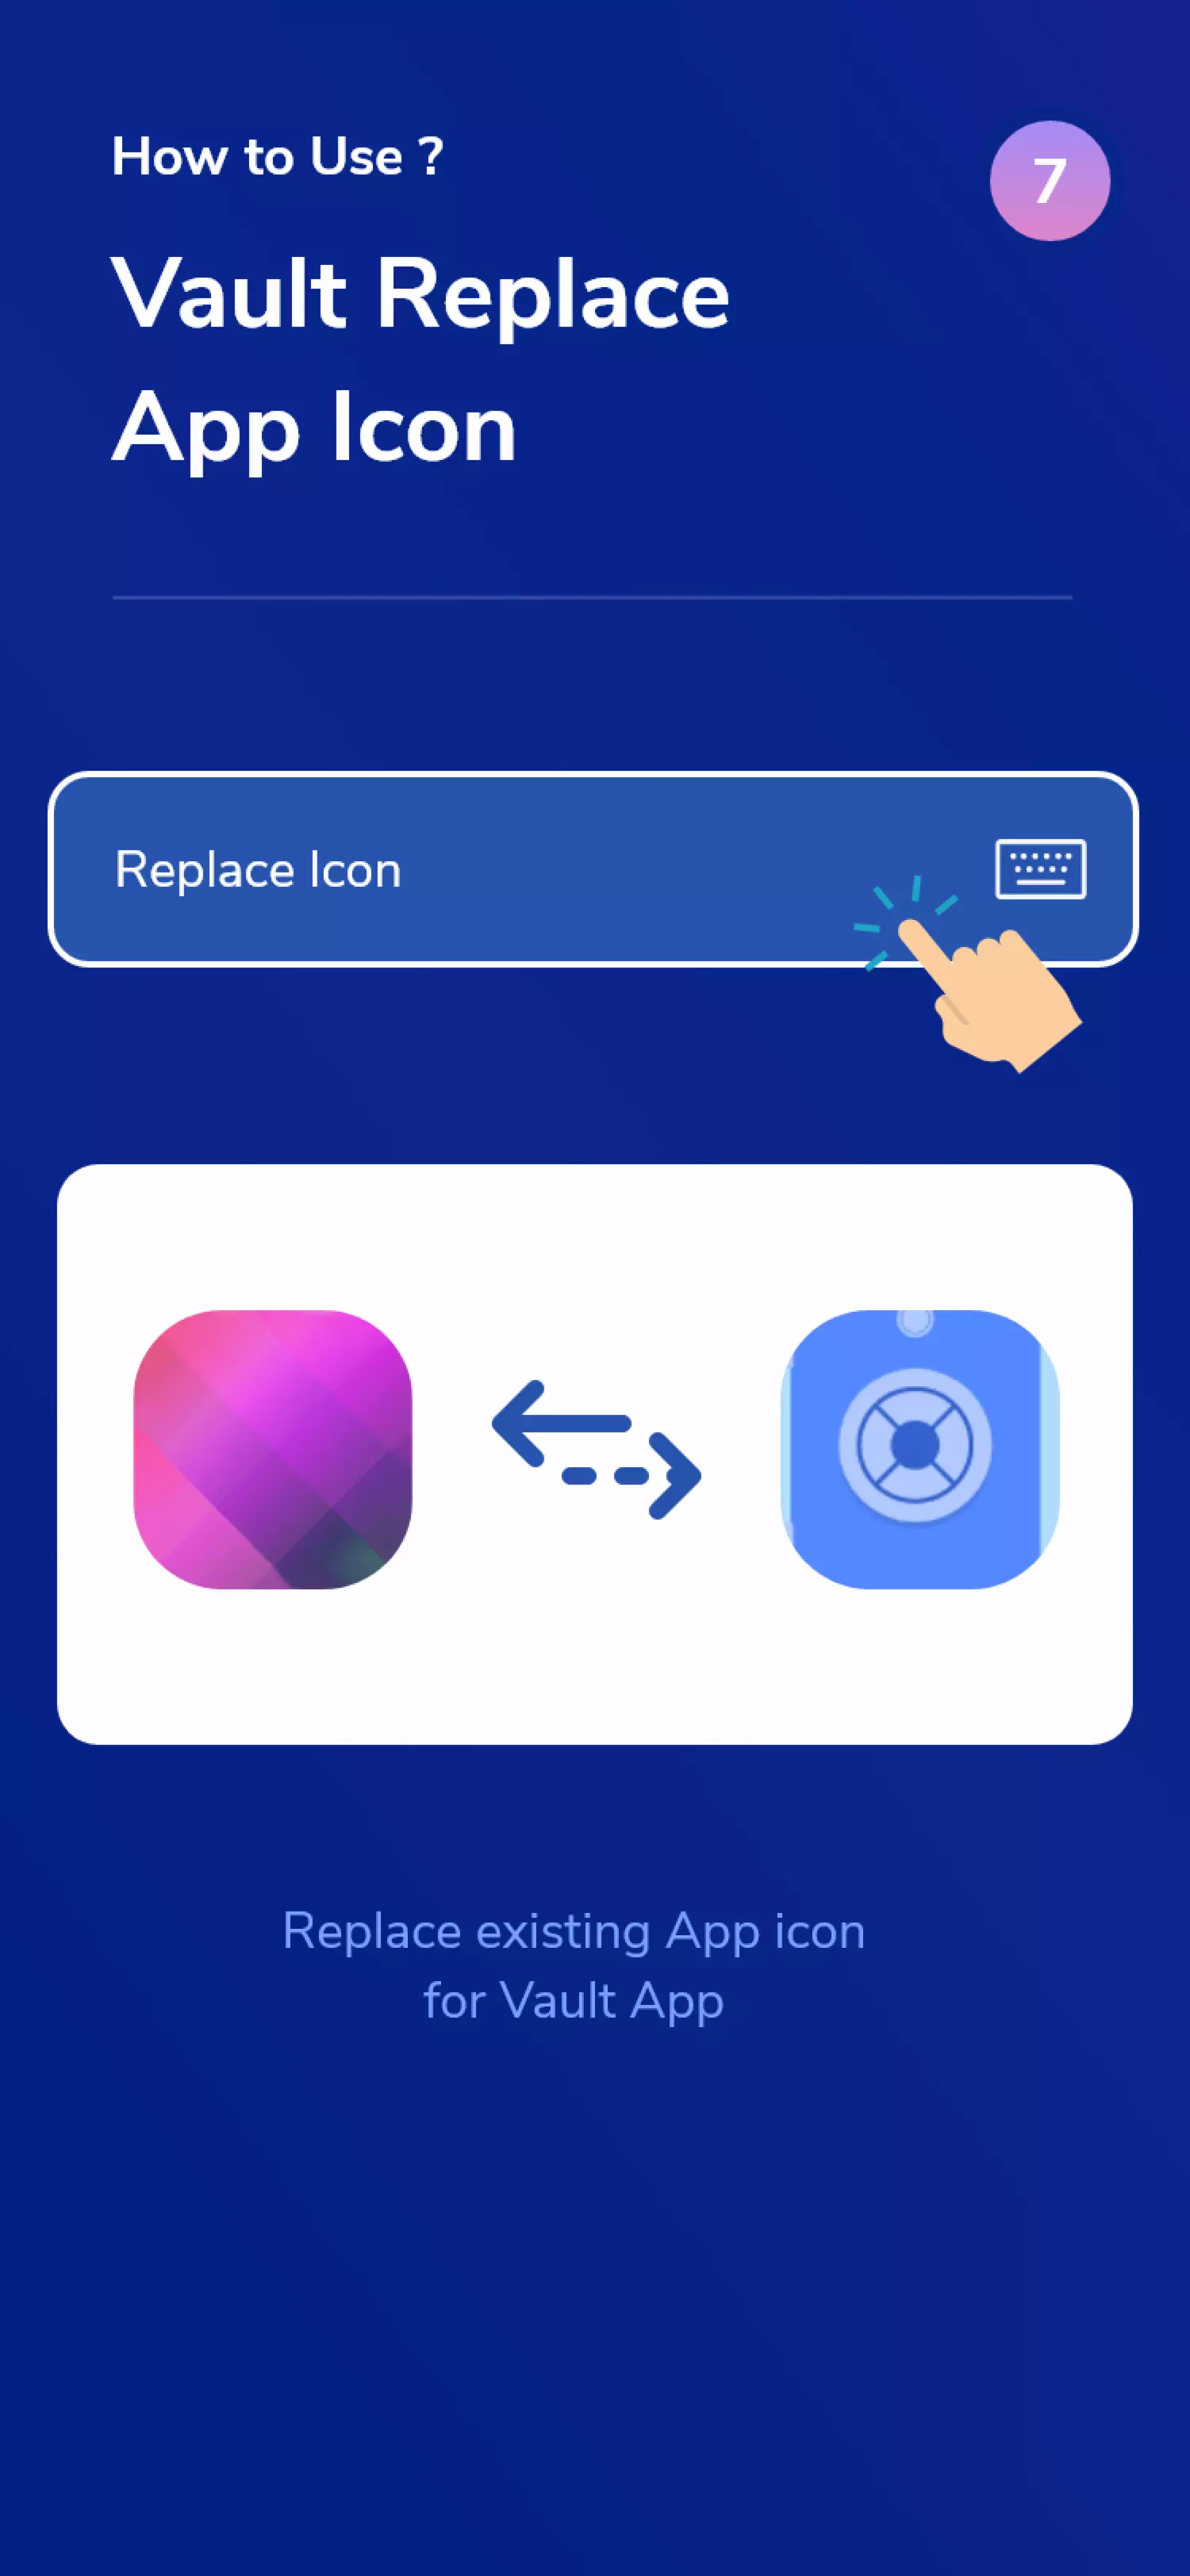 How to Use ?
7
Vault Replace
App Icon
Replace Icon
Replace existing App icon
for Vault App